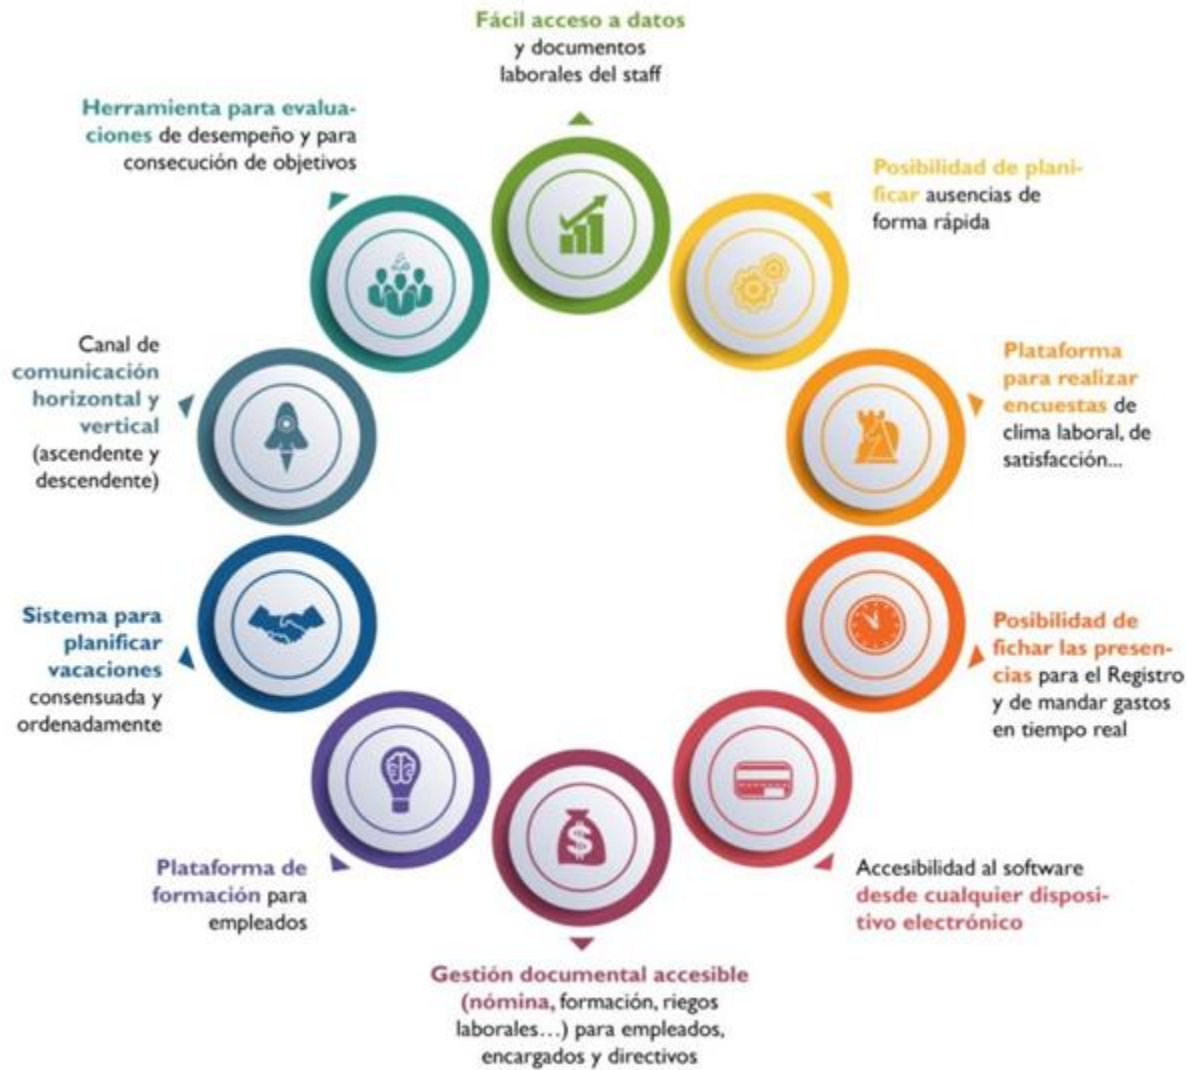 Fácil acceso a datos
y documentos
laborales del staff
Posibilidad de plani-
ficar ausencias de
forma rápida
Plataforma
para realizar
encuestas de
clima laboral, de
satisfacción...
Posibilidad de
fichar las presen-
cias para el Registro
y de mandar gastos
en tiempo real
Accesibilidad al software
desde cualquier disposi-
tivo electrónico
Gestión documental accesible
(nómina, formación, riegos
laborales...) para empleados,
encargados y directivos
Plataforma de
formación para
empleados
Sistema para
planificar
vacaciones
consensuada y
ordenadamente
Canal de
comunicación
horizontal y
vertical
(ascendente y
descendente)
Herramienta para evalua-
ciones de desempeño y para
consecución de objetivos
$